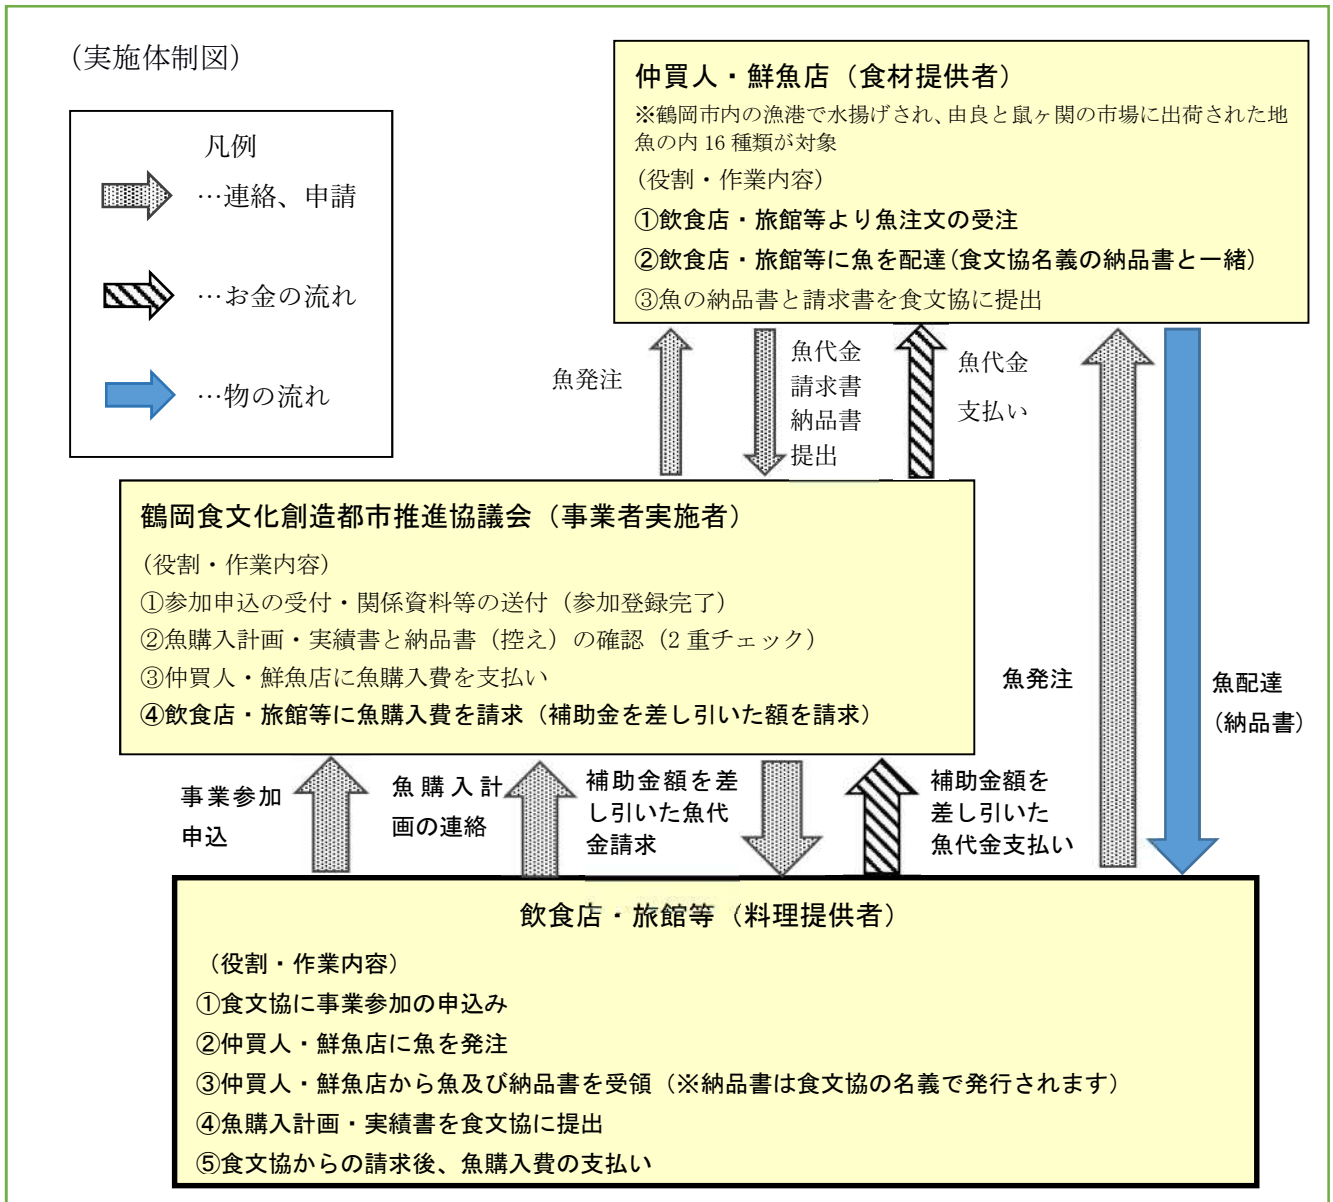 （実施体制図）
凡例
…連絡、申請
…お金の流れ
…物の流れ
仲買人・鮮魚店（食材提供者）
※鶴岡市内の漁港で水揚げされ、由良と鼠ヶ関の市場に出荷された地
魚の内 16 種類が対象
（役割・作業内容）
①飲食店・旅館等より魚注文の受注
②飲食店・旅館等に魚を配達(食文協名義の納品書と一緒)
③魚の納品書と請求書を食文協に提出
魚発注
魚代金
請求書
納品書
提出
魚代金
支払い
鶴岡食文化創造都市推進協議会（事業者実施者）
（役割・作業内容）
①参加申込の受付・関係資料等の送付（参加登録完了）
②魚購入計画・実績書と納品書（控え）の確認（2 重チェック）
③仲買人・鮮魚店に魚購入費を支払い
④飲食店・旅館等に魚購入費を請求（補助金を差し引いた額を請求）
魚発注
魚配達
（納品書）
事業参加
申込
魚購入計
画の連絡
補助金額を差
し引いた魚代
金請求
補助金額を
差し引いた
魚代金支払い
飲食店・旅館等（料理提供者）
（役割・作業内容）
①食文協に事業参加の申込み
②仲買人・鮮魚店に魚を発注
③仲買人・鮮魚店から魚及び納品書を受領（※納品書は食文協の名義で発行されます）
④魚購入計画・実績書を食文協に提出
⑤食文協からの請求後、魚購入費の支払い